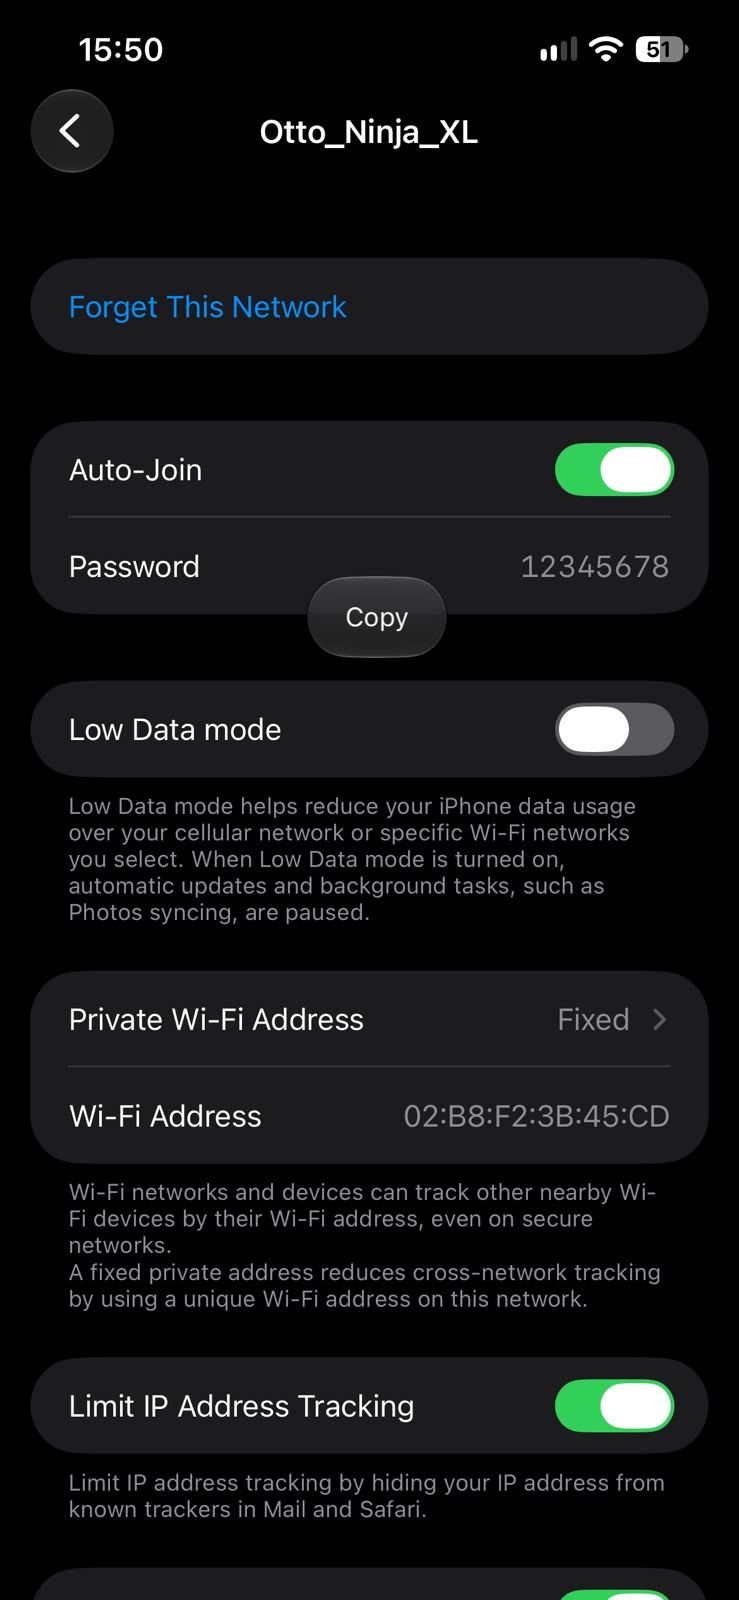 15:50
51
Otto_Ninja_XL
Forget This Network
Auto-Join
Password 12345678
Copy
Low Data mode
Low Data mode helps reduce your iPhone data usage
over your cellular network or specific Wi-Fi networks
you select. When Low Data mode is turned on,
automatic updates and background tasks, such as
Photos syncing, are paused.
Private Wi-Fi Address Fixed
Wi-Fi Address 02:B8:F2:3B:45:CD
Wi-Fi networks and devices can track other nearby Wi-
Fi devices by their Wi-Fi address, even on secure
networks.
A fixed private address reduces cross-network tracking
by using a unique Wi-Fi address on this network.
Limit IP Address Tracking
Limit IP address tracking by hiding your IP address from
known trackers in Mail and Safari.